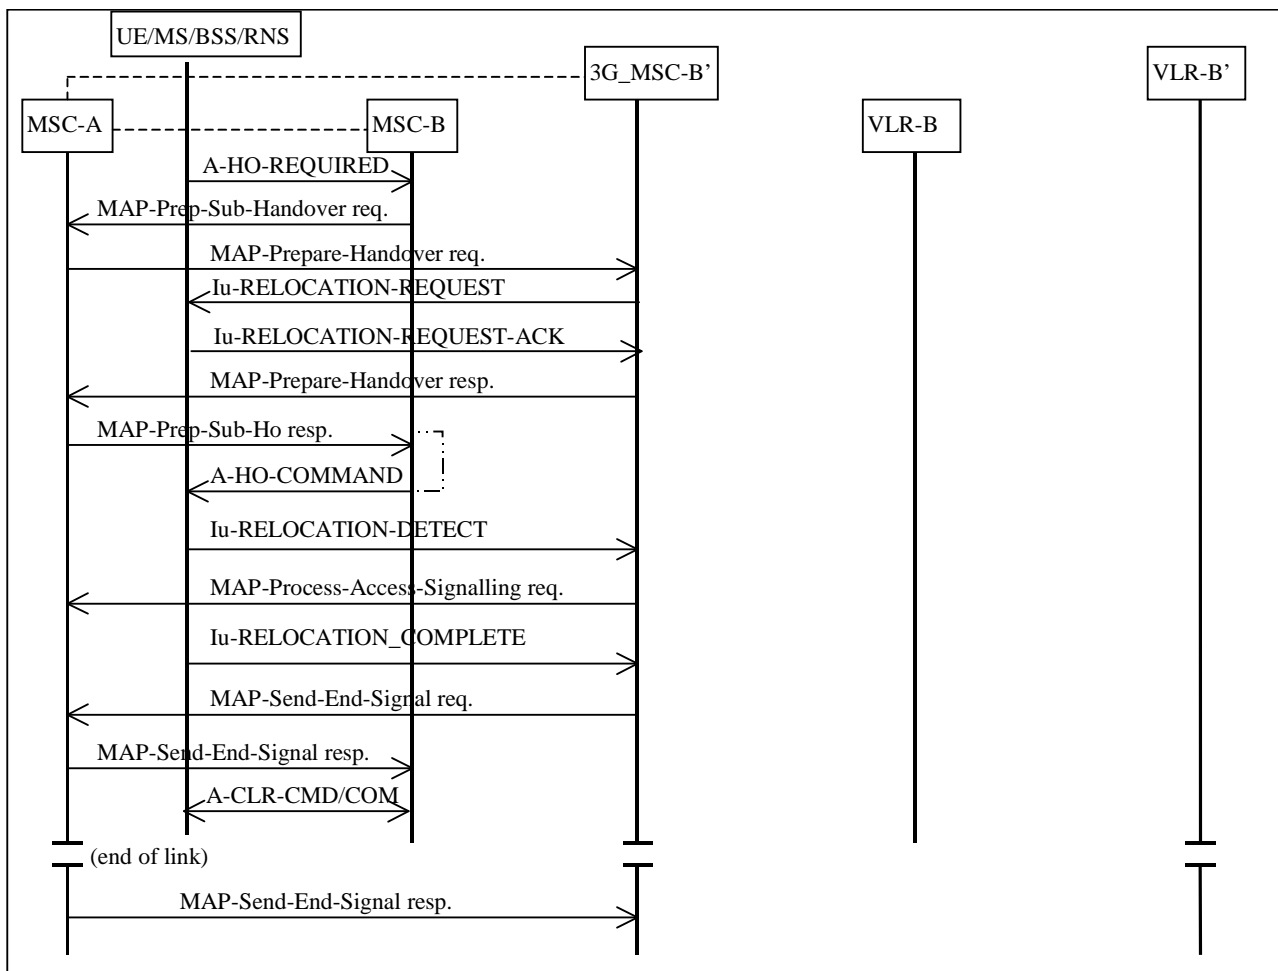 UE/MS/BSS/RNS
3G_MSC-B’
VLR-B’
MSC-A
MSC-B
VLR-B
A-HO-REQUIRED
MAP-Prep-Sub-Handover req.
MAP-Prepare-Handover req.
Iu-RELOCATION-REQUEST
Iu-RELOCATION-REQUEST-ACK
MAP-Prepare-Handover resp.
MAP-Prep-Sub-Ho resp.
A-HO-COMMAND
Iu-RELOCATION-DETECT
MAP-Process-Access-Signalling req.
Iu-RELOCATION_COMPLETE
MAP-Send-End-Signal req.
MAP-Send-End-Signal resp.
A-CLR-CMD/COM
(end of link)
MAP-Send-End-Signal resp.